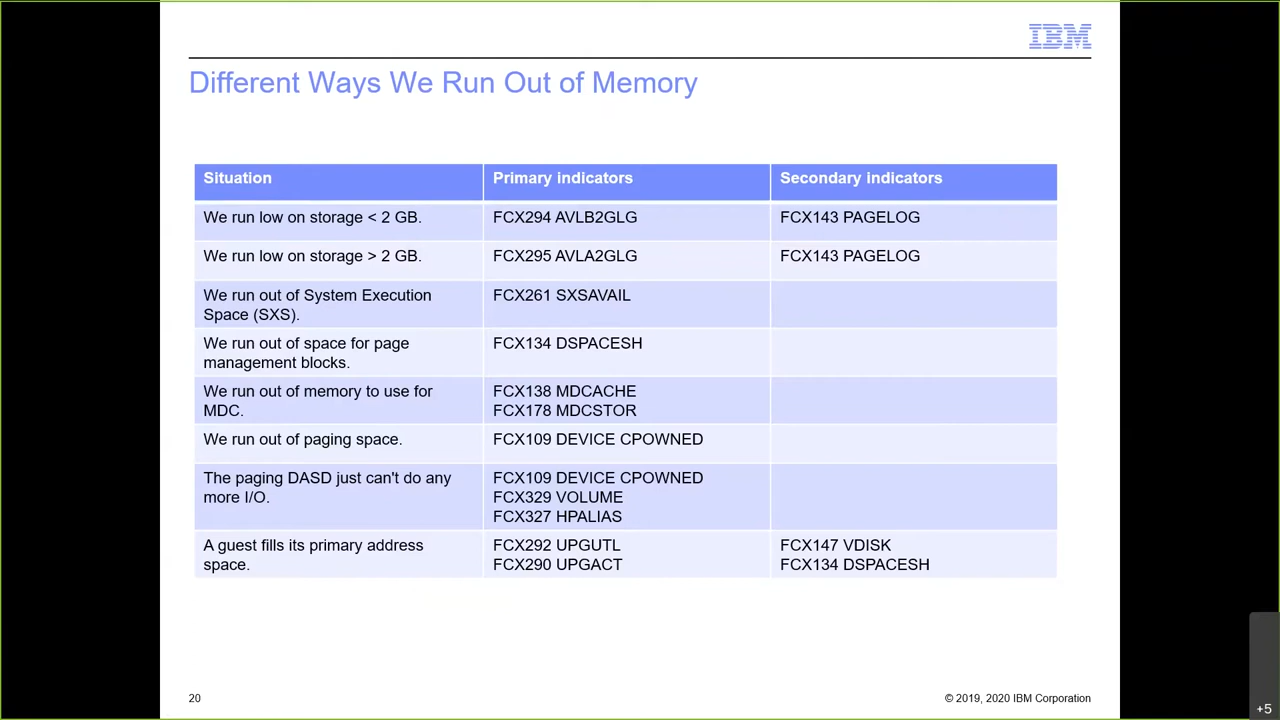 IBM
Different Ways We Run Out of Memory
Situation
Primary indicators
Secondary indicators
We run low on storage < 2 GB.
FCX294 AVLB2GLG
FCX143 PAGELOG
We run low on storage > 2 GB.
FCX295 AVLA2GLG
FCX143 PAGELOG
We run out of System Execution
Space (SXS).
FCX261 SXSAVAIL
We run out of space for page
management blocks.
FCX134 DSPACESH
We run out of memory to use for
MDC.
FCX138 MDCACHE
FCX178 MDCSTOR
We run out of paging space.
FCX109 DEVICE CPOWNED
The paging DASD just can't do any
more I/O.
FCX109 DEVICE CPOWNED
FCX329 VOLUME
FCX327 HPALIAS
A guest fills its primary address
space.
FCX292 UPGUTL
FCX290 UPGACT
FCX147 VDISK
FCX134 DSPACESH
20
© 2019, 2020 IBM Corporation
+5